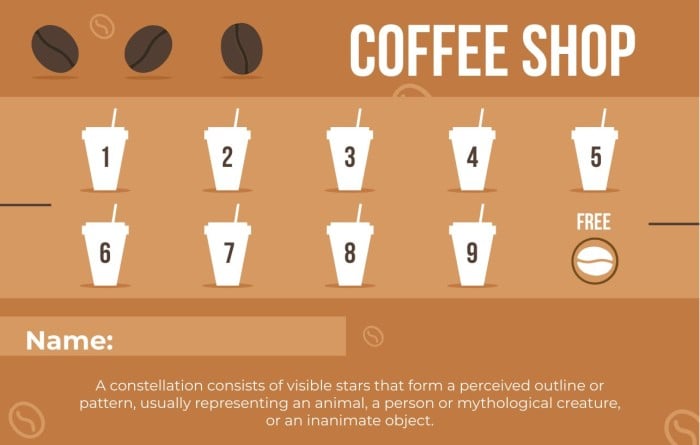 COFFEE SHOP
1 2 3 4 5
FREE
6 7 8 9
Name:
A constellation consists of visible stars that form a perceived outline or
pattern, usually representing an animal, a person or mythological creature,
or an inanimate object.